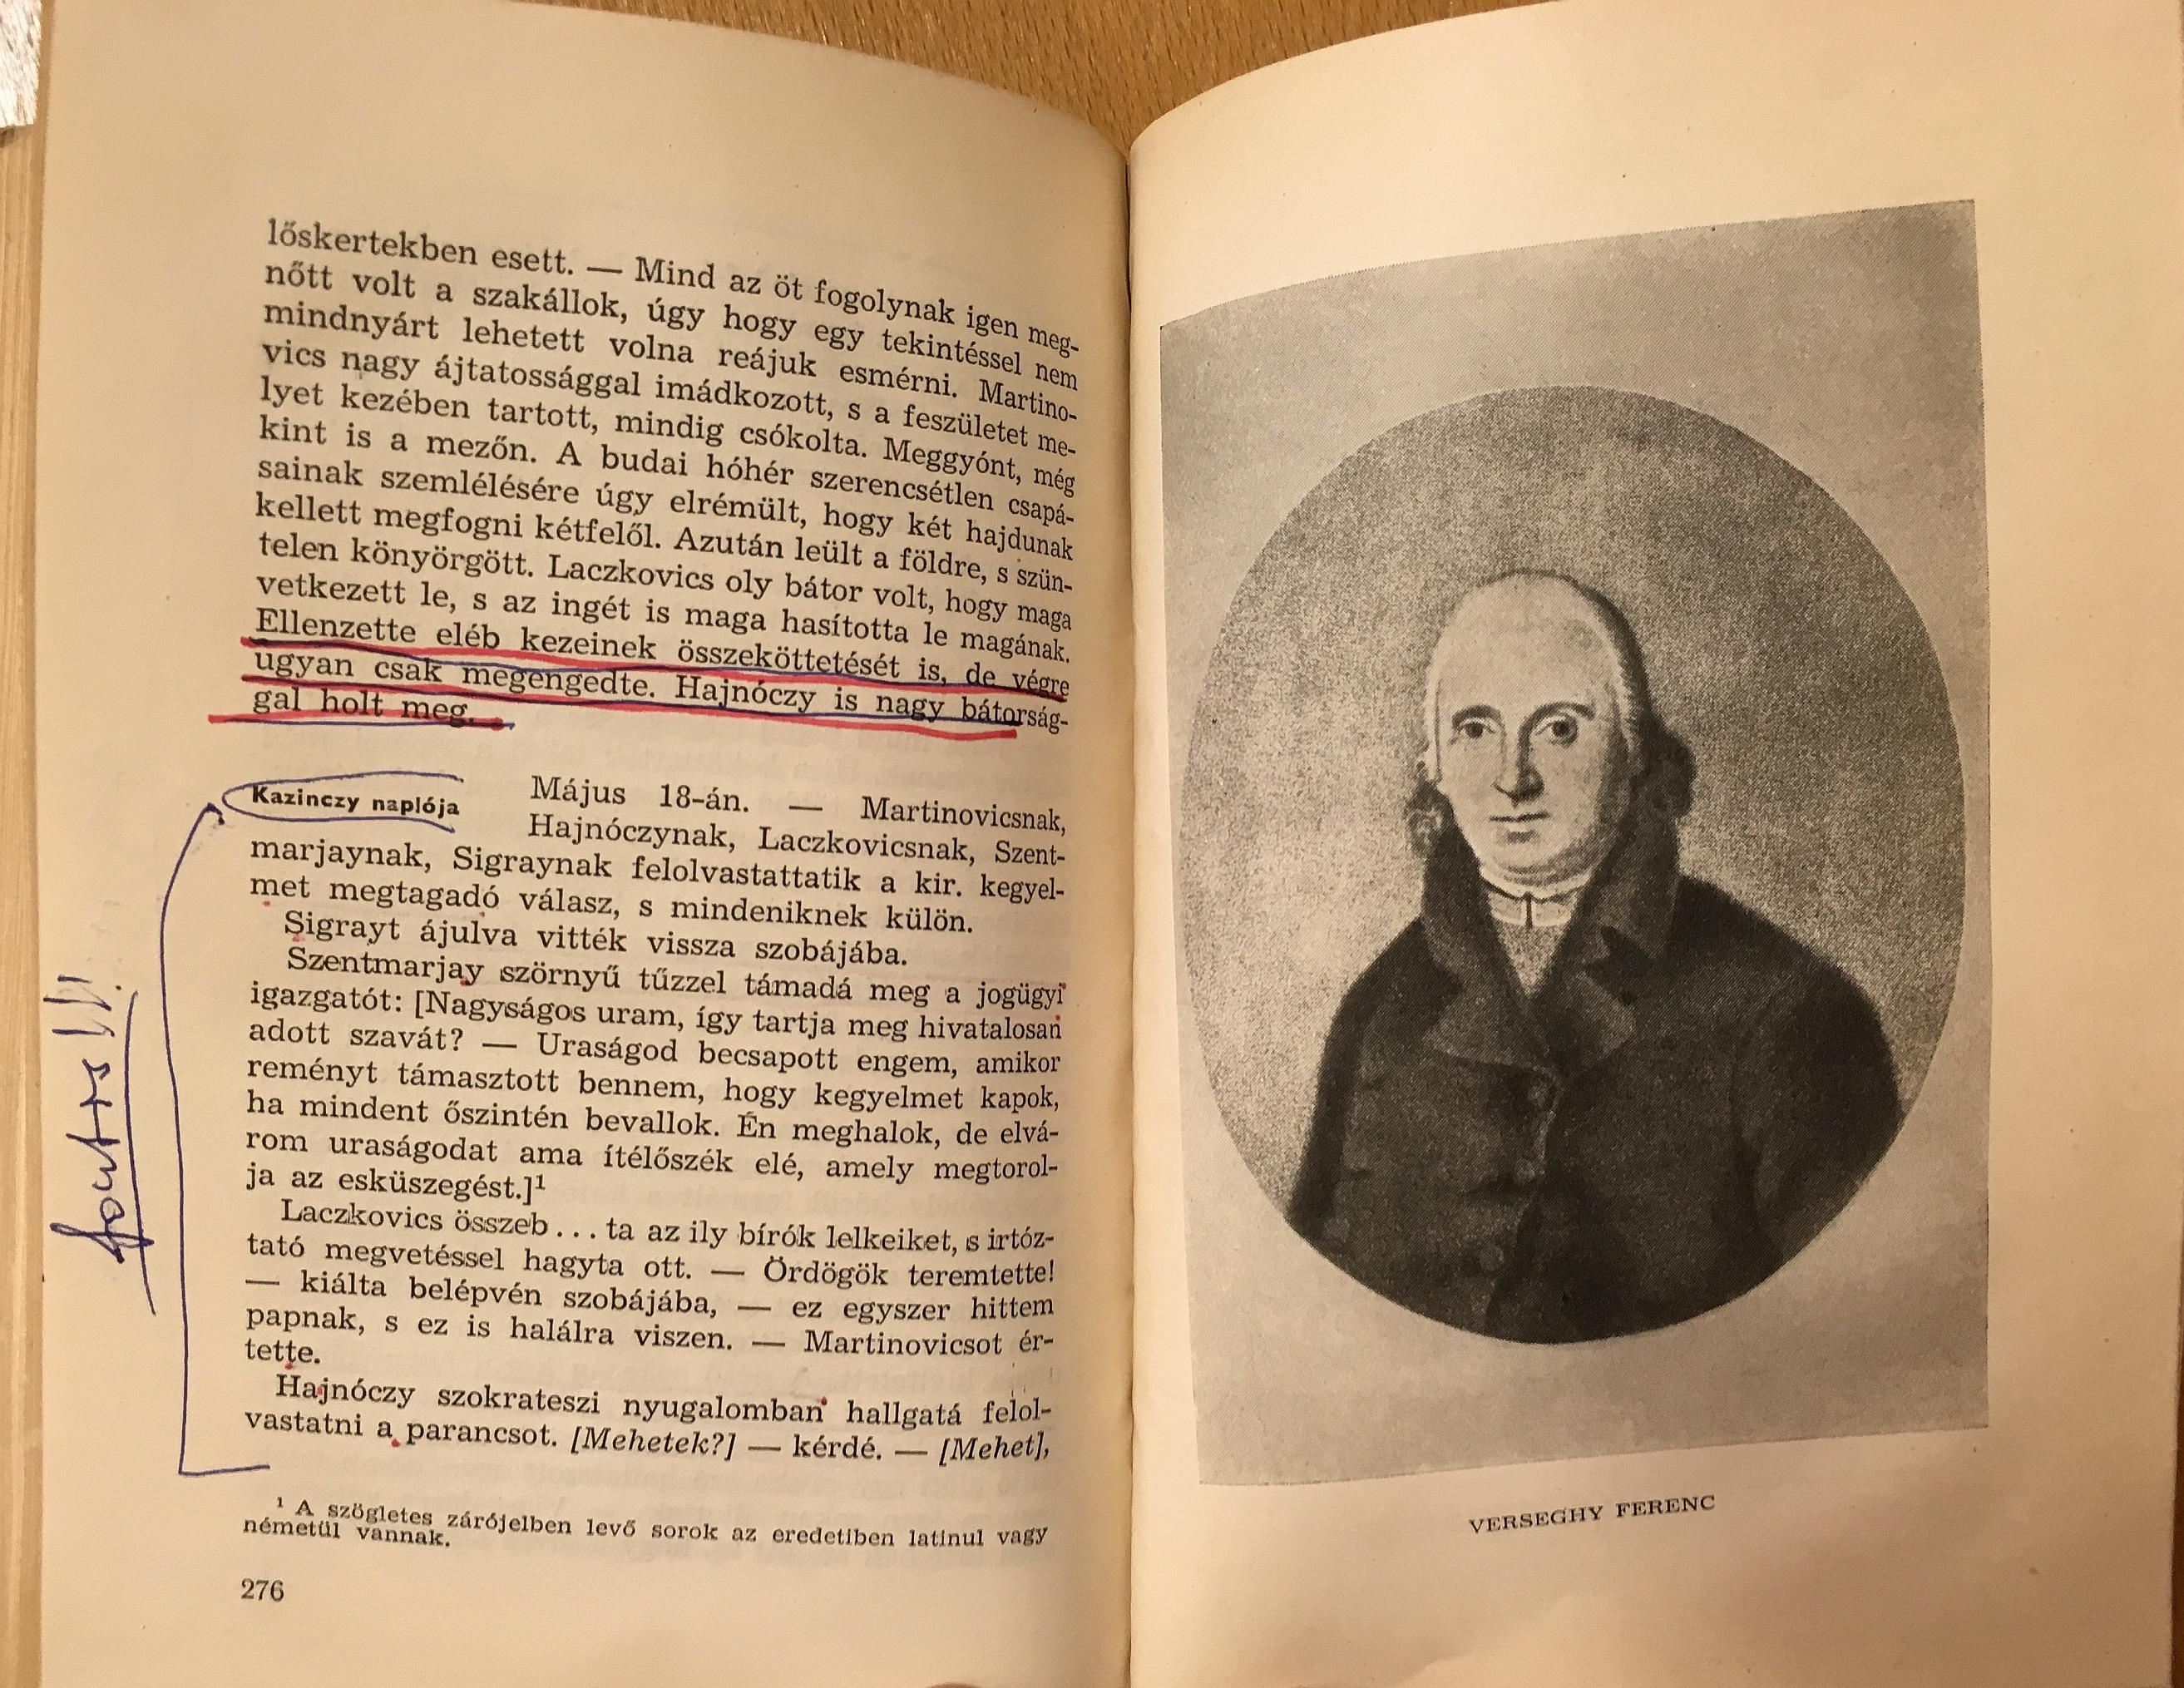 lőskertekben esett. — Mind az öt fogolynak igen meg-
nőtt volt a szakállok, úgy hogy egy tekintéssel nem
mindnyárt lehetett volna reájuk esmérni. Martino-
vics nagy ájtatossággal imádkozott, s a feszületet me-
lyet kezében tartott, mindig csókolta. Meggyónt, még
kint is a mezőn. A budai hóhér szerencsétlen csapá-
sainak szemlélésére úgy elrémült, hogy két hajdunak
kellett megfogni kétfelől. Azután leült a földre, s szün-
telen könyörgött. Laczkovics oly bátor volt, hogy maga
vetkezett le, s az ingét is maga hasította le magának.
Ellenzette eléb kezeinek összeköttetését is, de végre
ugyan csak megengedte. Hajnóczy is nagy bátorság-
gal holt meg.
Kazinczy naplója
Május 18-án. — Martinovicsnak,
Hajnóczynak, Laczkovicsnak, Szent-
marjaynak, Sigraynak felolvastattatik a kir. kegyel-
met megtagadó válasz, s mindeniknek külön.
Sigrayt ájulva vitték vissza szobájába.
Szentmarjay szörnyű tűzzel támadá meg a jogügyi
igazgatót: [Nagyságos uram, így tartja meg hivatalosan
adott szavát? — Uraságod becsapott engem, amikor
reményt támasztott bennem, hogy kegyelmet kapok,
ha mindent őszintén bevallok. Én meghalok, de elvá-
rom uraságodat ama ítélőszék elé, amely megtorol-
ja az esküszegést.]¹
Laczkovics összeb... ta az ily bírók lelkeiket, s irtóz-
tató megvetéssel hagyta ott. — Ördögök teremtette!
— kiálta belépvén szobájába, — ez egyszer hittem
papnak, s ez is halálra viszen. — Martinovicsot ér-
tette.
Hajnóczy szokrateszi nyugalomban hallgatá felol-
vastatni a parancsot. [Mehetek?] — kérdé. — [Mehet],
¹ A szögletes zárójelben levő sorok az eredetiben latinul vagy
németül vannak.
276
fontos!!!
VERSEGHY FERENC